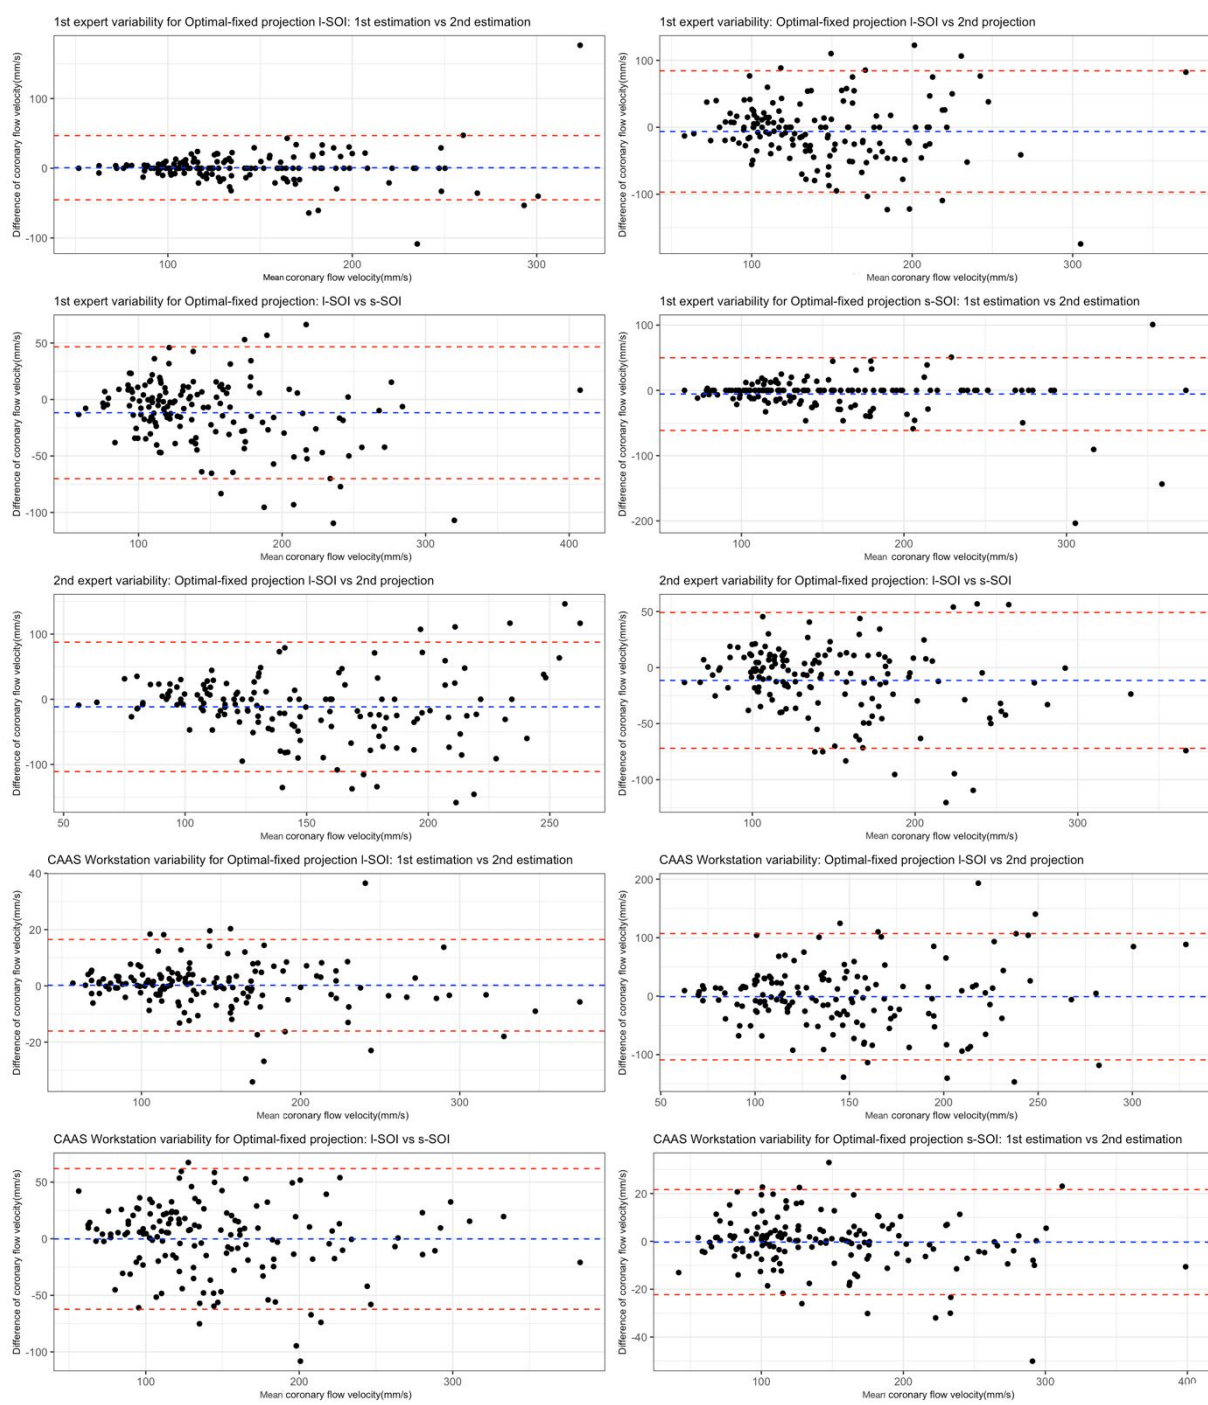 1st expert variability for Optimal-fixed projection l-SOI: 1st estimation vs 2nd estimation
Difference of coronary flow velocity(mm/s)
100
0
-100
100
200
300
Mean coronary flow velocity(mm/s)
1st expert variability: Optimal-fixed projection l-SOI vs 2nd projection
Difference of coronary flow velocity(mm/s)
100
0
-100
100
200
300
Mean coronary flow velocity(mm/s)
1st expert variability for Optimal-fixed projection: l-SOI vs s-SOI
Difference of coronary flow velocity(mm/s)
50
0
-50
-100
100
200
300
400
Mean coronary flow velocity(mm/s)
1st expert variability for Optimal-fixed projection s-SOI: 1st estimation vs 2nd estimation
Difference of coronary flow velocity(mm/s)
100
0
-100
-200
100
200
300
Mean coronary flow velocity(mm/s)
2nd expert variability: Optimal-fixed projection l-SOI vs 2nd projection
Difference of coronary flow velocity(mm/s)
100
0
-100
50
100
150
200
250
Mean coronary flow velocity(mm/s)
2nd expert variability for Optimal-fixed projection: l-SOI vs s-SOI
Difference of coronary flow velocity(mm/s)
50
0
-50
-100
100
200
300
Mean coronary flow velocity(mm/s)
CAAS Workstation variability for Optimal-fixed projection l-SOI: 1st estimation vs 2nd estimation
Difference of coronary flow velocity(mm/s)
40
20
0
-20
100
200
300
Mean coronary flow velocity(mm/s)
CAAS Workstation variability: Optimal-fixed projection l-SOI vs 2nd projection
Difference of coronary flow velocity(mm/s)
200
100
0
-100
50
100
150
200
250
300
Mean coronary flow velocity(mm/s)
CAAS Workstation variability for Optimal-fixed projection: l-SOI vs s-SOI
Difference of coronary flow velocity(mm/s)
50
0
-50
-100
100
200
300
Mean coronary flow velocity(mm/s)
CAAS Workstation variability for Optimal-fixed projection s-SOI: 1st estimation vs 2nd estimation
Difference of coronary flow velocity(mm/s)
20
0
-20
-40
100
200
300
400
Mean coronary flow velocity(mm/s)